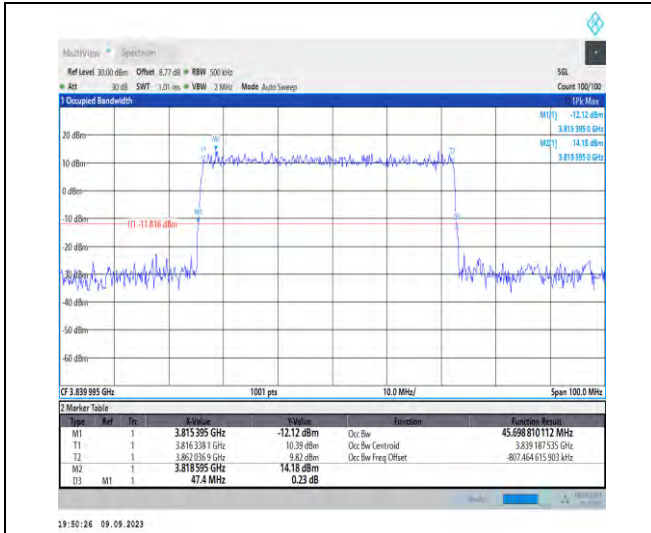 MultiView Spectrum
Ref Level 30.00 dBm Offset 8.77 dB RBW 500 kHz SGL
Att 30 dB SWT 1.01 ms VBW 2 MHz Mode Auto Sweep Count 100/100
1 Occupied Bandwidth 1Pk Max
M1[1] -12.12 dBm
3.815 395 0 GHz
M2[1] 14.18 dBm
3.818 595 0 GHz
20 dBm
10 dBm
0 dBm
-10 dBm
H1 -11.816 dBm
-20 dBm
-30 dBm
-40 dBm
-50 dBm
-60 dBm
M2
T1
T2
M1
CF 3.839 995 GHz 1001 pts 10.0 MHz/ Span 100.0 MHz
2 Marker Table
Type Ref Trc X-Value Y-Value Function Function Result
M1 1 3.815 395 GHz -12.12 dBm Occ Bw 45.698 810 112 MHz
T1 1 3.816 338 1 GHz 10.39 dBm Occ Bw Centroid 3.839 187 535 GHz
T2 1 3.862 036 9 GHz 9.82 dBm Occ Bw Freq Offset -807.464 615 903 kHz
M2 1 3.818 595 GHz 14.18 dBm
D3 M1 1 47.4 MHz 0.23 dB
19:50:26 09.09.2023